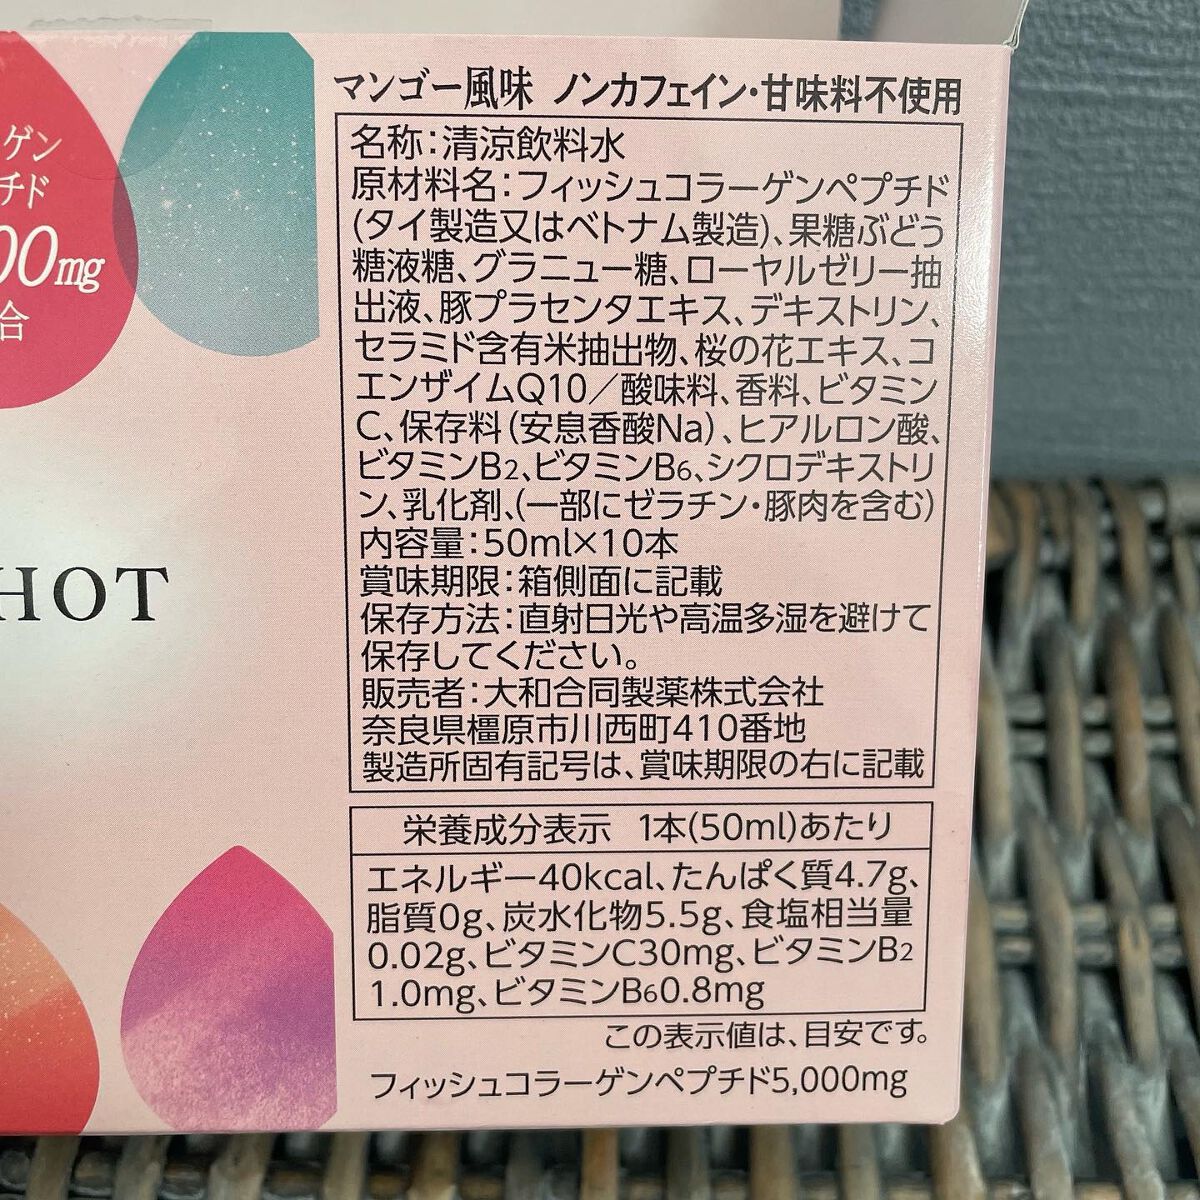 ゲン
チド
00mg
合
HOT
マンゴー風味 ノンカフェイン・甘味料不使用
名称:清涼飲料水
原材料名:フィッシュコラーゲンペプチド
(タイ製造又はベトナム製造)、果糖ぶどう
糖液糖、グラニュー糖、ローヤルゼリー抽
出液、豚プラセンタエキス、デキストリン、
セラミド含有米抽出物、桜の花エキス、コ
エンザイムQ10／酸味料、香料、ビタミン
C、保存料(安息香酸Na)、ヒアルロン酸、
ビタミンB2、ビタミンB6、シクロデキストリ
ン、乳化剤、(一部にゼラチン・豚肉を含む)
内容量:50ml×10本
賞味期限:箱側面に記載
保存方法:直射日光や高温多湿を避けて
保存してください。
販売者:大和合同製薬株式会社
奈良県橿原市川西町410番地
製造所固有記号は、賞味期限の右に記載
栄養成分表示 1本(50ml)あたり
エネルギー40kcal、たんぱく質4.7g、
脂質0g、炭水化物5.5g、食塩相当量
0.02g、ビタミンC30mg、ビタミンB2
1.0mg、ビタミンB6 0.8mg
この表示値は、目安です。
フィッシュコラーゲンペプチド5,000mg